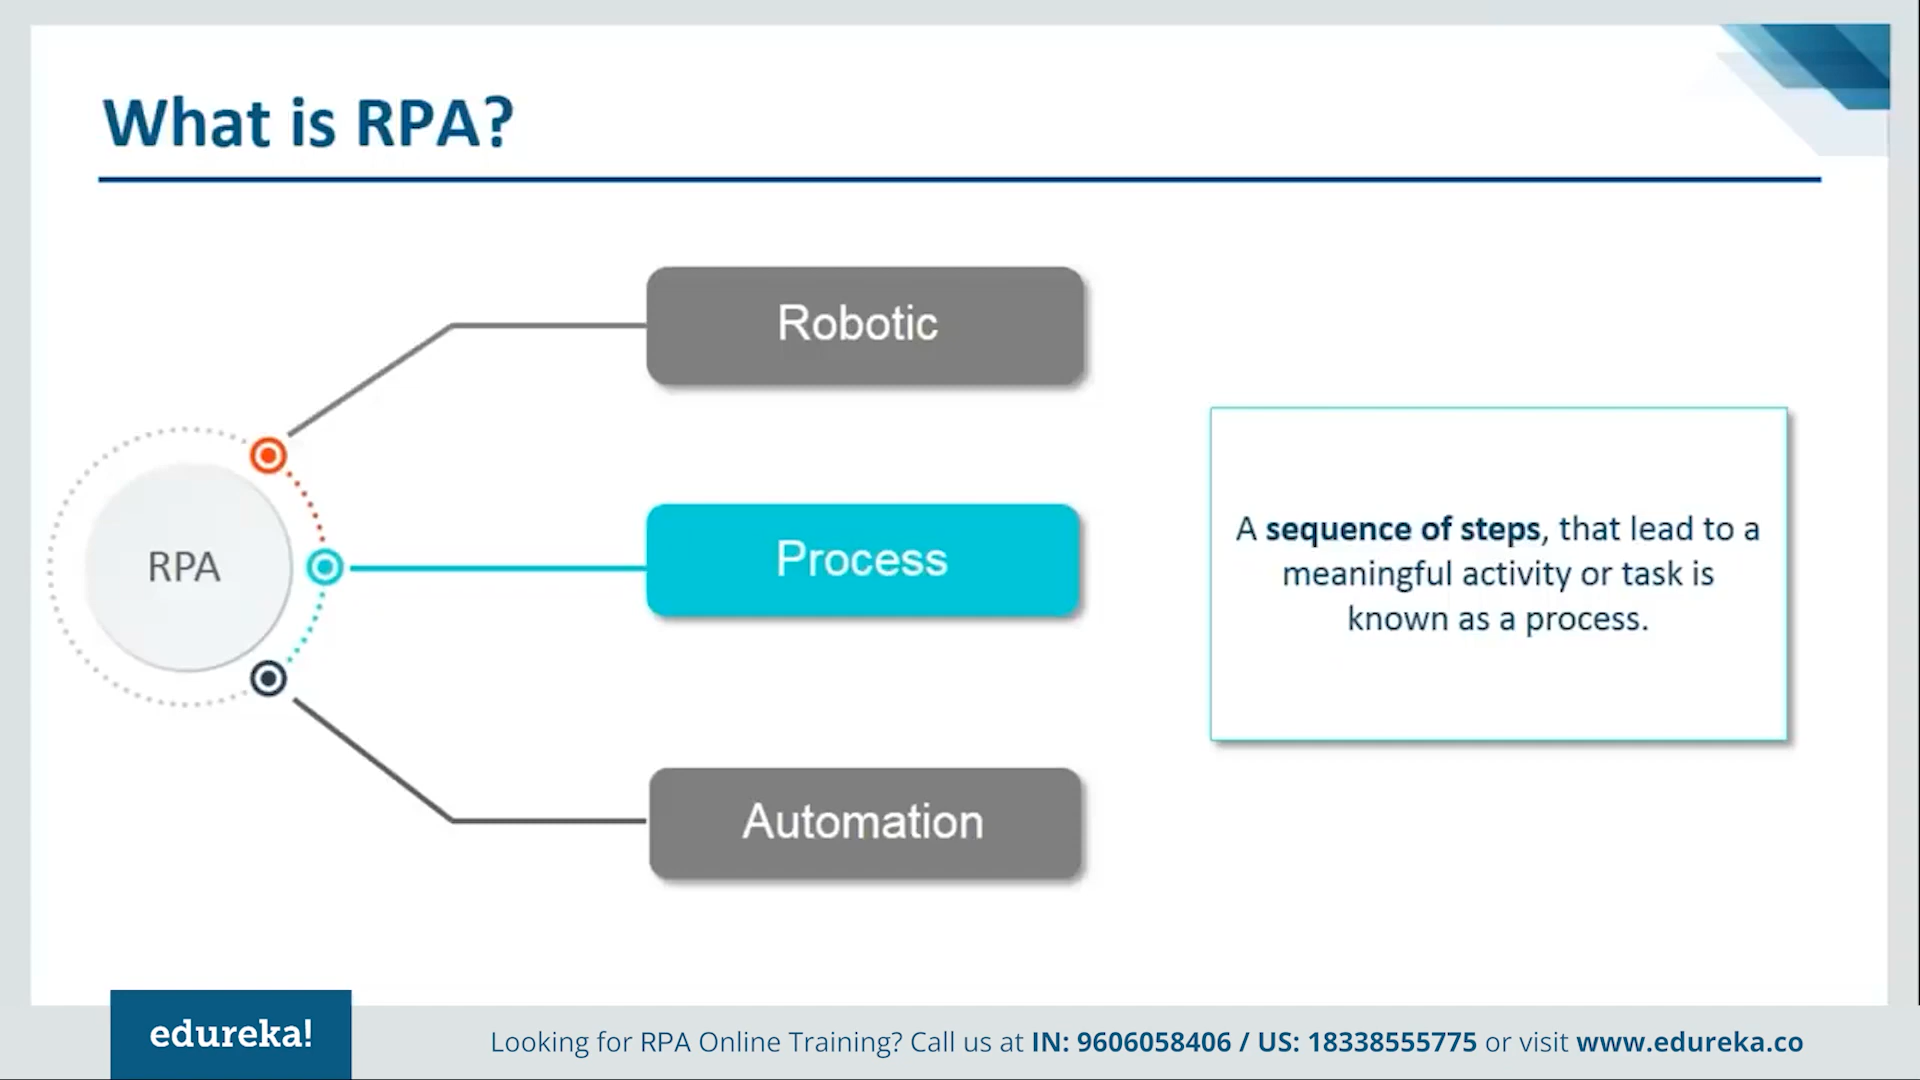 What is RPA?
Robotic
RPA
Process
Automation
A sequence of steps, that lead to a
meaningful activity or task is
known as a process.
edureka!
Looking for RPA Online Training? Call us at IN: 9606058406 / US: 18338555775 or visit www.edureka.co